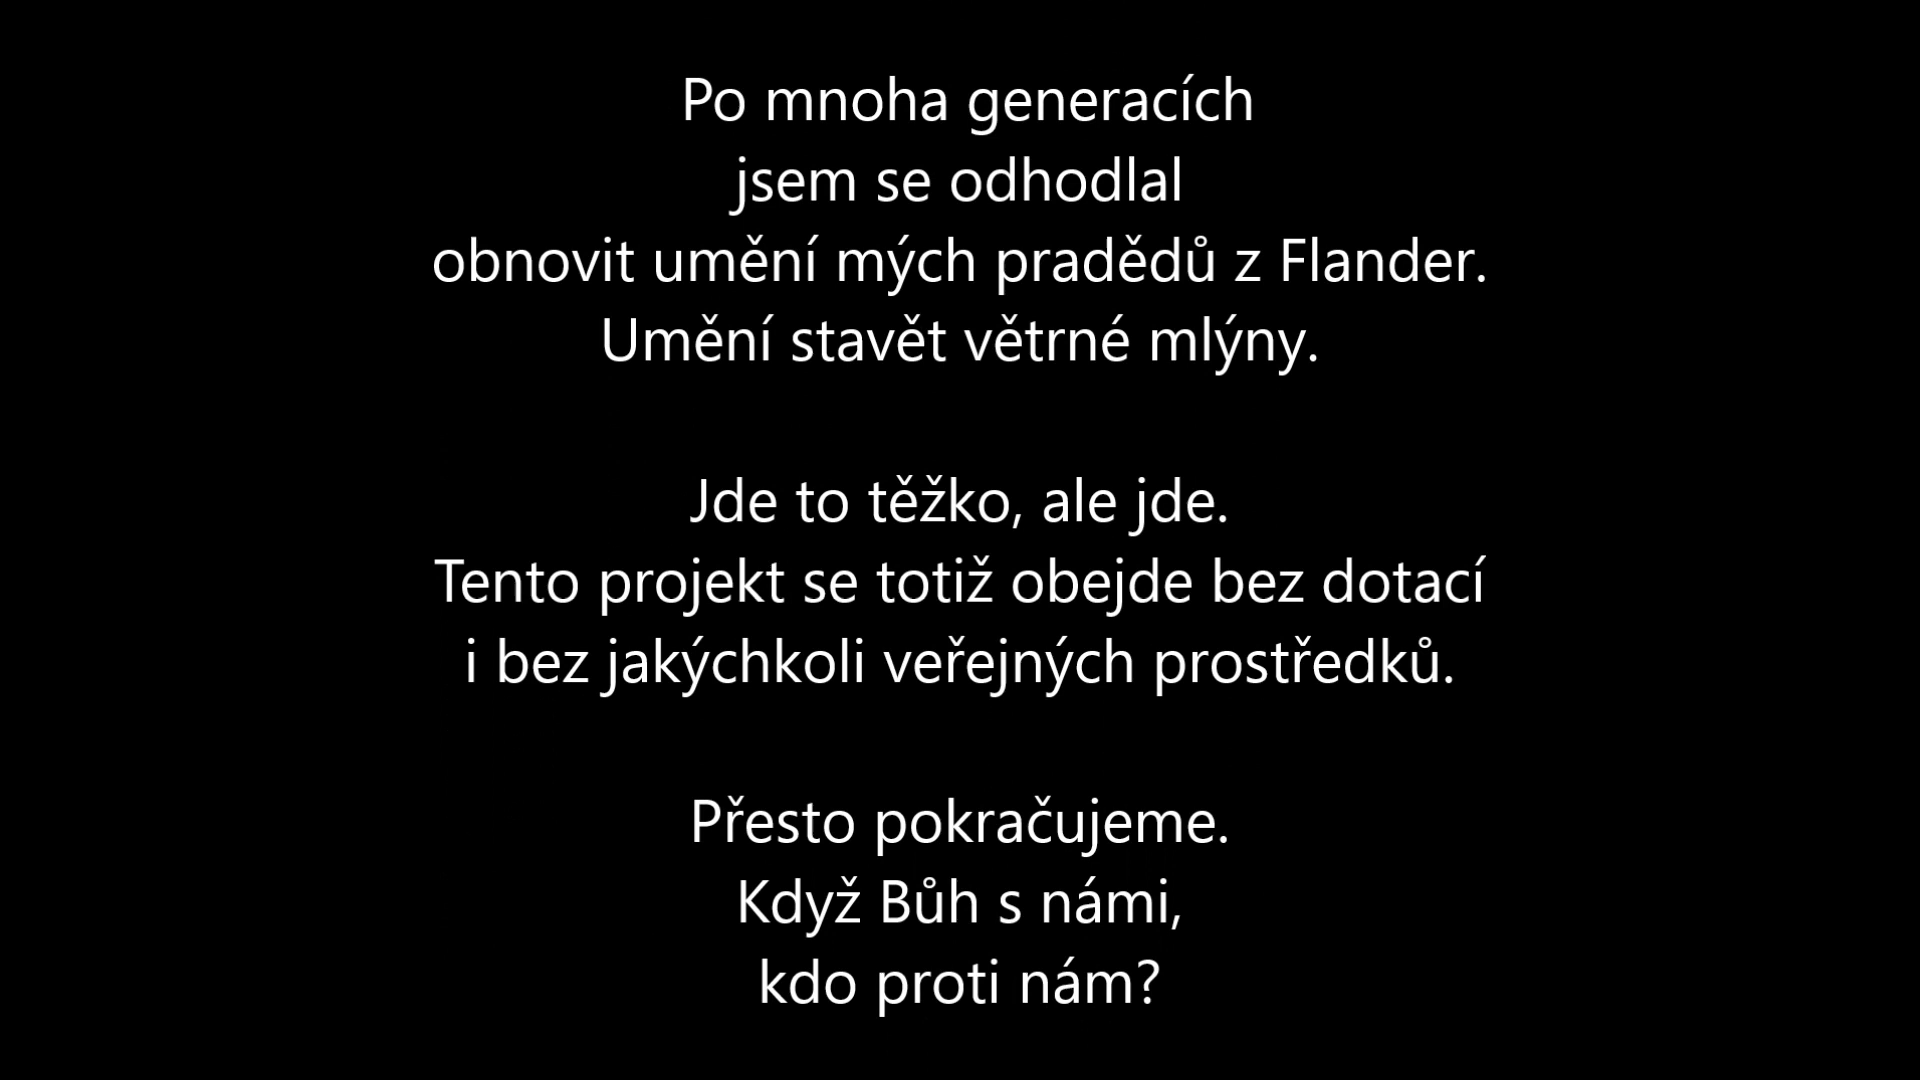 Po mnoha generacích
jsem se odhodlal
obnovit umění mých pradědů z Flander.
Umění stavět větrné mlýny.
Jde to těžko, ale jde.
Tento projekt se totiž obejde bez dotací
i bez jakýchkoli veřejných prostředků.
Přesto pokračujeme.
Když Bůh s námi,
kdo proti nám?